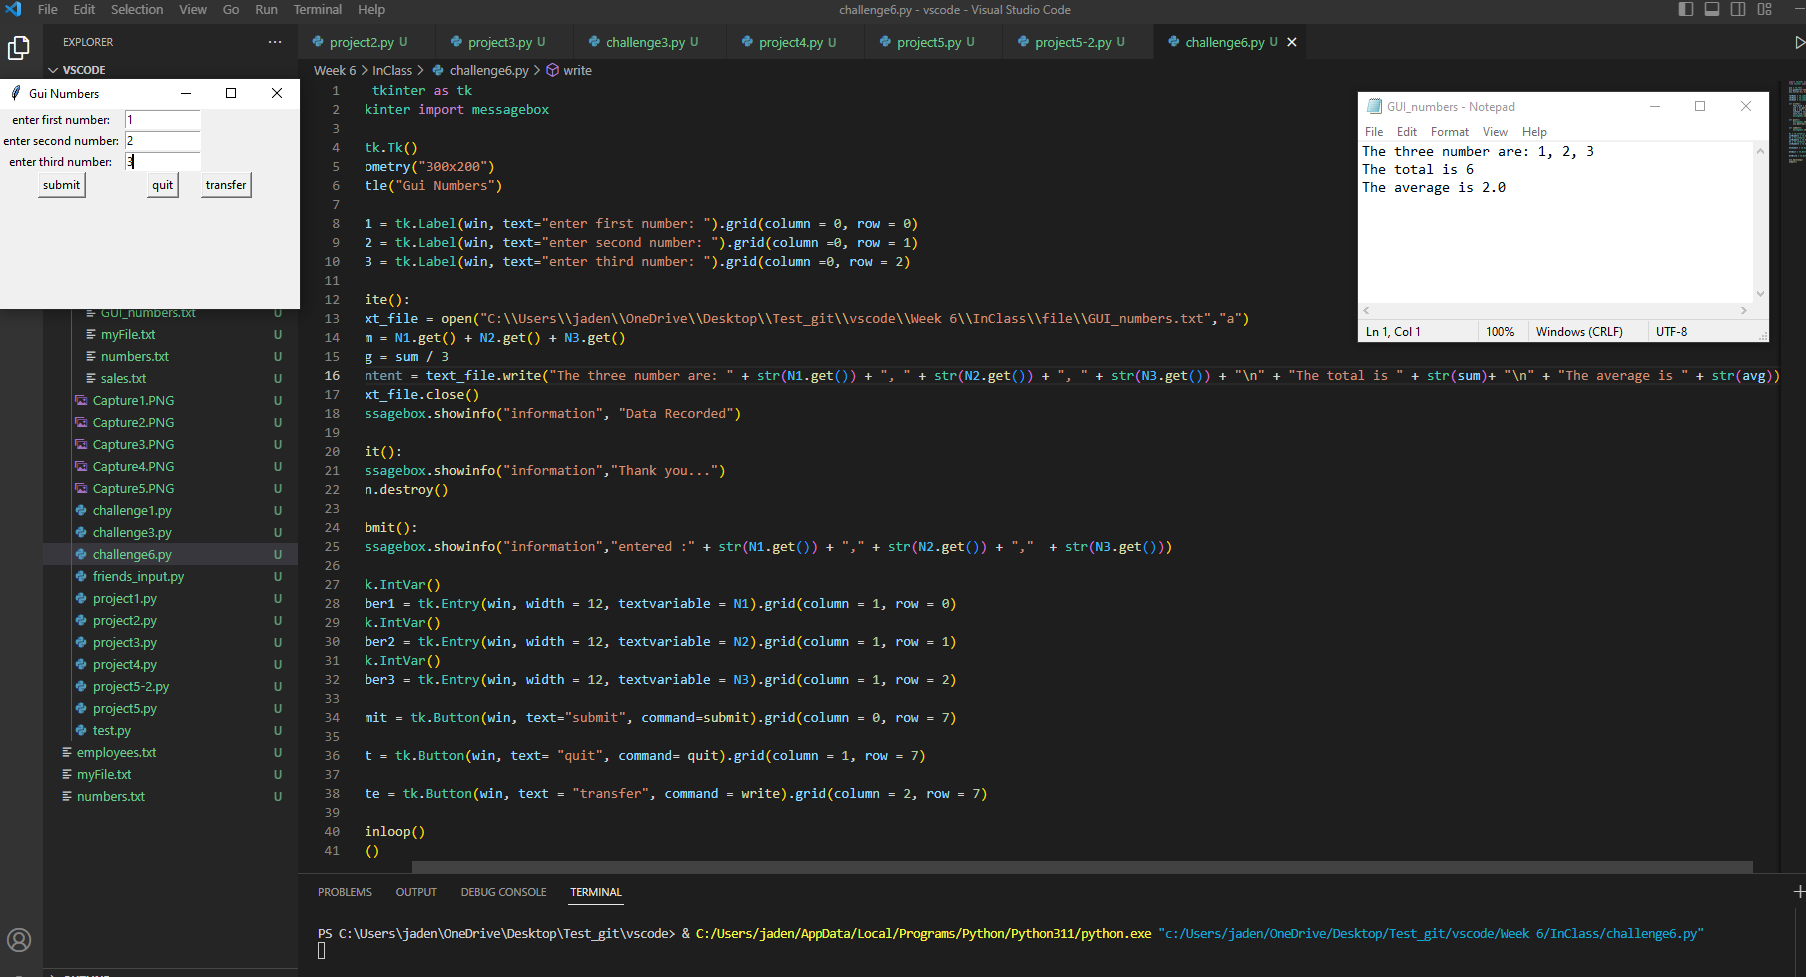 File Edit Selection View Go Run Terminal Help challenge6.py - vscode - Visual Studio Code
EXPLORER ...
VSCODE
project2.py U project3.py U challenge3.py U project4.py U project5.py U project5-2.py U challenge6.py U
Week 6 > InClass > challenge6.py > write
Gui Numbers
enter first number: 1
enter second number: 2
enter third number: 3
submit quit transfer
GUI_numbers.txt U
myFile.txt U
numbers.txt U
sales.txt U
Capture1.PNG U
Capture2.PNG U
Capture3.PNG U
Capture4.PNG U
Capture5.PNG U
challenge1.py U
challenge3.py U
challenge6.py U
friends_input.py U
project1.py U
project2.py U
project3.py U
project4.py U
project5-2.py U
project5.py U
test.py U
employees.txt U
myFile.txt U
numbers.txt U
1 tkinter as tk
2 kinter import messagebox
3
4 tk.Tk()
5 ometry("300x200")
6 tle("Gui Numbers")
7
8 1 = tk.Label(win, text="enter first number: ").grid(column = 0, row = 0)
9 2 = tk.Label(win, text="enter second number: ").grid(column =0, row = 1)
10 3 = tk.Label(win, text="enter third number: ").grid(column =0, row = 2)
11
12 ite():
13 xt_file = open("C:\\Users\\jaden\\OneDrive\\Desktop\\Test_git\\vscode\\Week 6\\InClass\\file\\GUI_numbers.txt","a")
14 m = N1.get() + N2.get() + N3.get()
15 g = sum / 3
16 ntent = text_file.write("The three number are: " + str(N1.get()) + ", " + str(N2.get()) + ", " + str(N3.get()) + "\n" + "The total is " + str(sum)+ "\n" + "The average is " + str(avg))
17 xt_file.close()
18 ssagebox.showinfo("information", "Data Recorded")
19
20 it():
21 ssagebox.showinfo("information","Thank you...")
22 n.destroy()
23
24 bmit():
25 ssagebox.showinfo("information","entered :" + str(N1.get()) + "," + str(N2.get()) + ","  + str(N3.get()))
26
27 k.IntVar()
28 ber1 = tk.Entry(win, width = 12, textvariable = N1).grid(column = 1, row = 0)
29 k.IntVar()
30 ber2 = tk.Entry(win, width = 12, textvariable = N2).grid(column = 1, row = 1)
31 k.IntVar()
32 ber3 = tk.Entry(win, width = 12, textvariable = N3).grid(column = 1, row = 2)
33
34 mit = tk.Button(win, text="submit", command=submit).grid(column = 0, row = 7)
35
36 t = tk.Button(win, text= "quit", command= quit).grid(column = 1, row = 7)
37
38 te = tk.Button(win, text = "transfer", command = write).grid(column = 2, row = 7)
39
40 inloop()
41 ()
GUI_numbers - Notepad
File Edit Format View Help
The three number are: 1, 2, 3
The total is 6
The average is 2.0
Ln 1, Col 1 100% Windows (CRLF) UTF-8
PROBLEMS OUTPUT DEBUG CONSOLE TERMINAL
PS C:\Users\jaden\OneDrive\Desktop\Test_git\vscode> & C:/Users/jaden/AppData/Local/Programs/Python/Python311/python.exe "c:/Users/jaden/OneDrive/Desktop/Test_git/vscode/Week 6/InClass/challenge6.py"